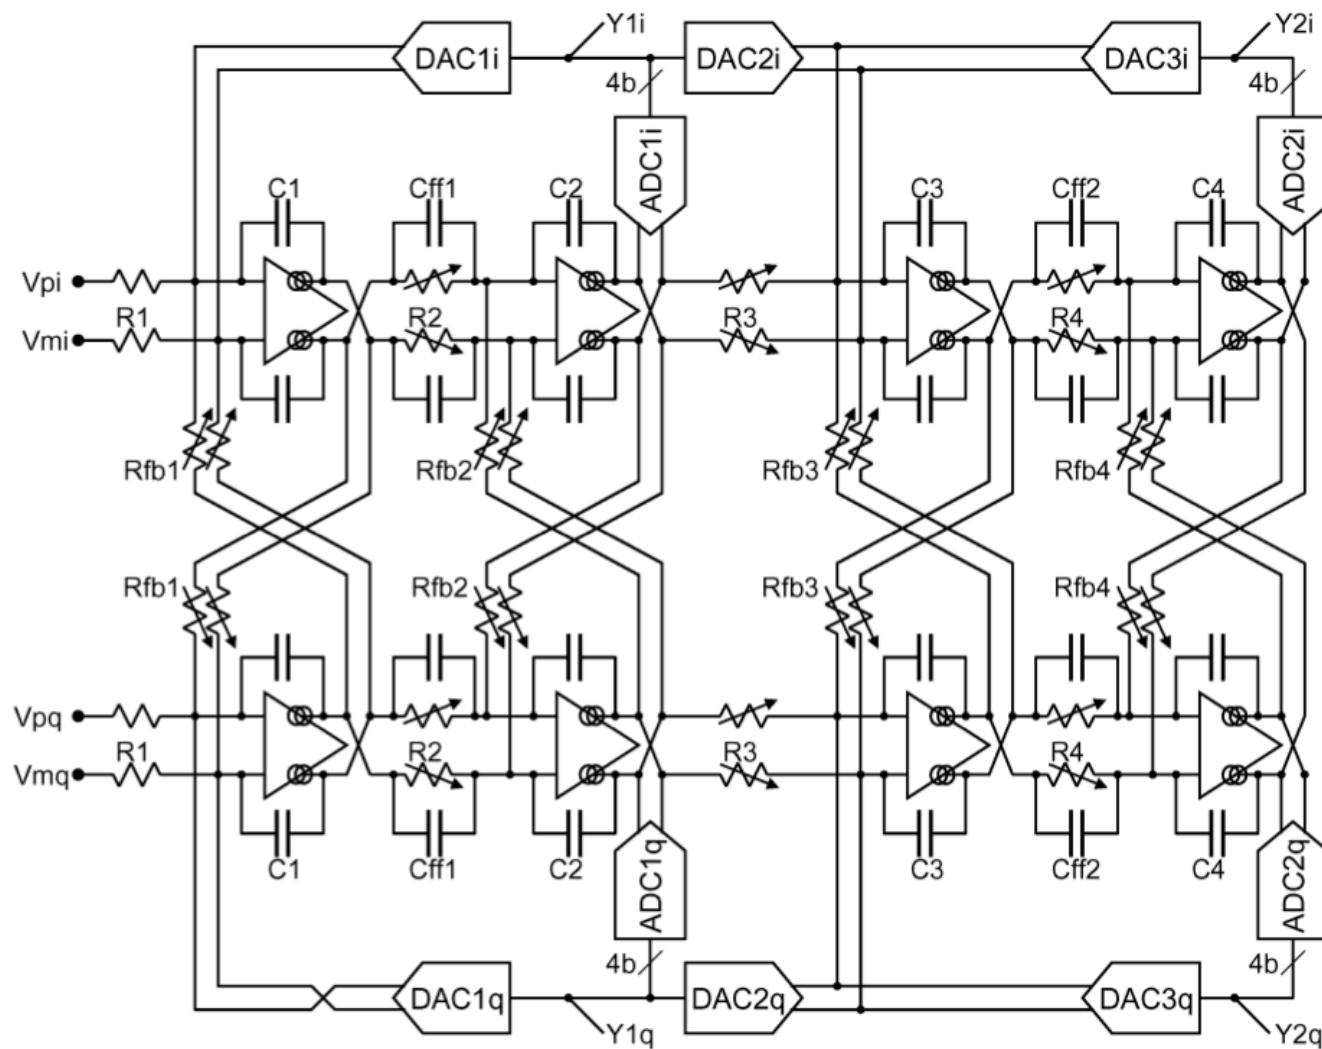 Y1i Y2i
DAC1i DAC2i DAC3i
4b 4b
ADC1i ADC2i
C1 Cff1 C2 C3 Cff2 C4
Vpi
R1 R2 R3 R4
Vmi
Rfb1 Rfb2 Rfb3 Rfb4
Rfb1 Rfb2 Rfb3 Rfb4
Vpq
R1 R2 R3 R4
Vmq
C1 Cff1 C2 C3 Cff2 C4
ADC1q ADC2q
4b 4b
DAC1q DAC2q DAC3q
Y1q Y2q